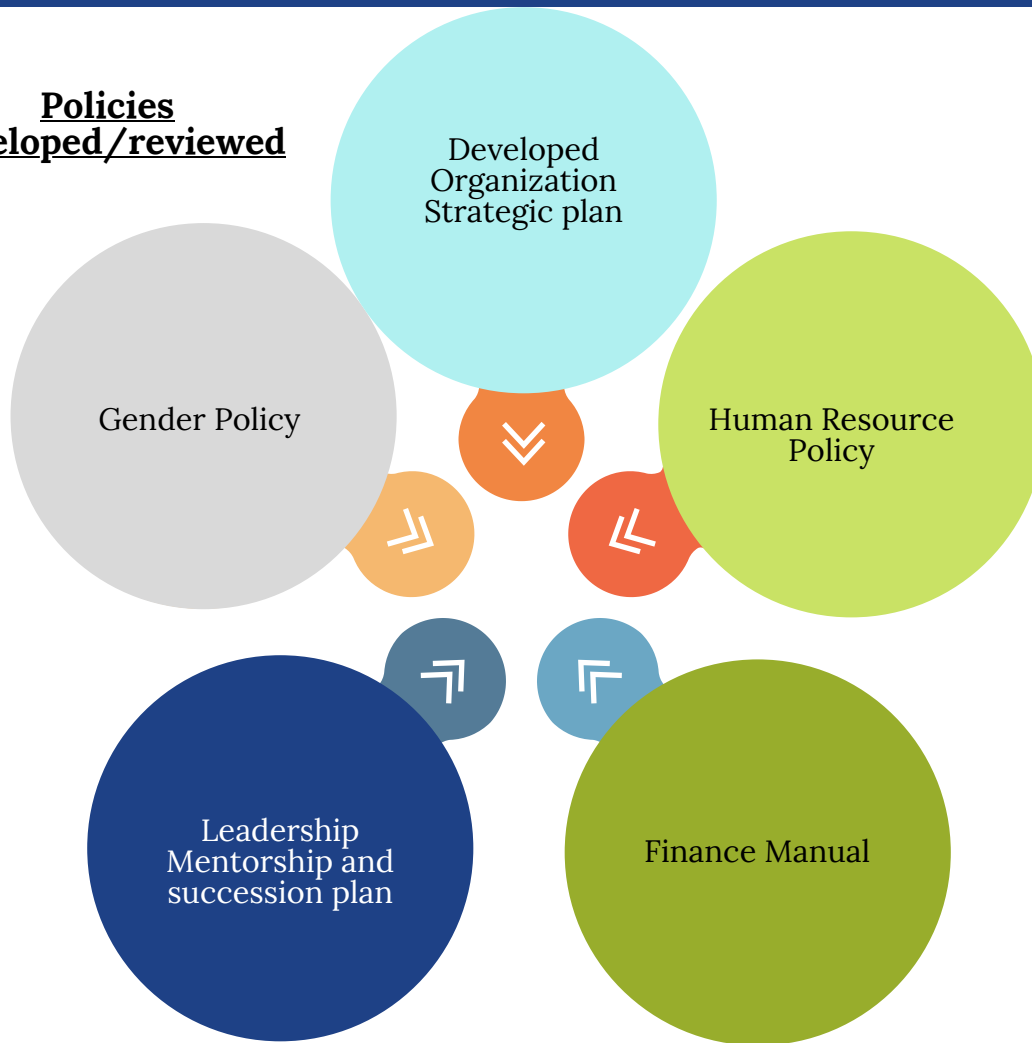 Policies
eloped/reviewed
Developed
Organization
Strategic plan
Gender Policy
Human Resource
Policy
Leadership
Mentorship and
succession plan
Finance Manual